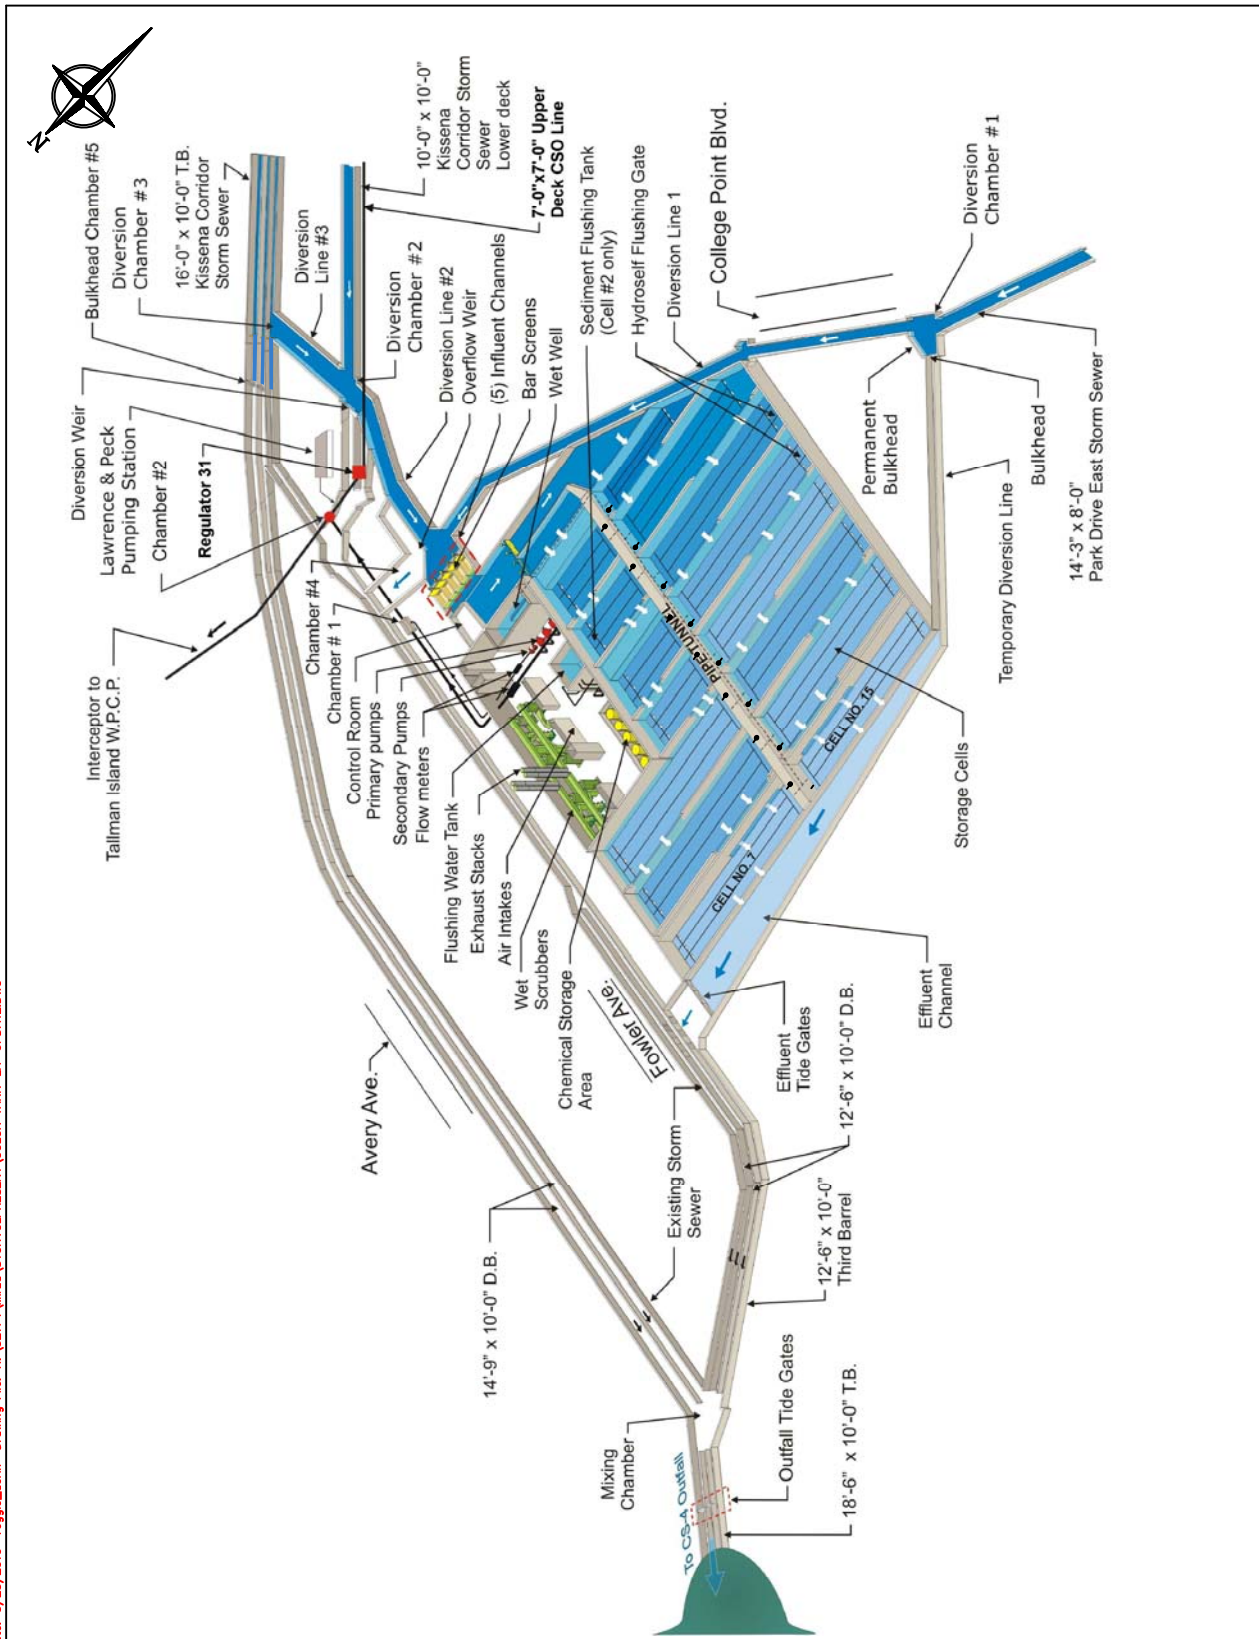 N
Bulkhead Chamber #5
Diversion
Chamber # 3
16'-0" x 10'-0" T.B.
Kissena Corridor
Storm Sewer
Diversion
Line #3
10'-0" x 10'-0"
Kissena
Corridor Storm
Sewer
Lower deck
7'-0"x7'-0" Upper
Deck CSO Line
Diversion
Chamber #2
Diversion Line #2
Overflow Weir
(5) Influent Channels
Bar Screens
Wet Well
Sediment Flushing Tank
(Cell #2 only)
Hydroself Flushing Gate
Diversion Line 1
College Point Blvd.
Diversion
Chamber #1
Diversion Weir
Lawrence & Peck
Pumping Station
Chamber #2
Regulator 31
Interceptor to
Tallman Island W.P.C.P.
Chamber #4
Chamber # 1
Control Room
Primary pumps
Secondary Pumps
Flow meters
Flushing Water Tank
Exhaust Stacks
Air Intakes
Wet
Scrubbers
Chemical Storage
Area
PIPE TUNNEL
CELL NO. 15
CELL NO. 7
Permanent
Bulkhead
Bulkhead
Temporary Diversion Line
14'-3" x 8'-0"
Park Drive East Storm Sewer
Storage Cells
Effluent
Channel
Effluent
Tide Gates
Fowler Ave.
Avery Ave.
12'-6" x 10'-0" D.B.
Existing Storm
Sewer
14'-9" x 10'-0" D.B.
12'-6" x 10'-0"
Third Barrel
Mixing
Chamber
Outfall Tide Gates
18'-6" x 10'-0" T.B.
To CS-4 Outfall